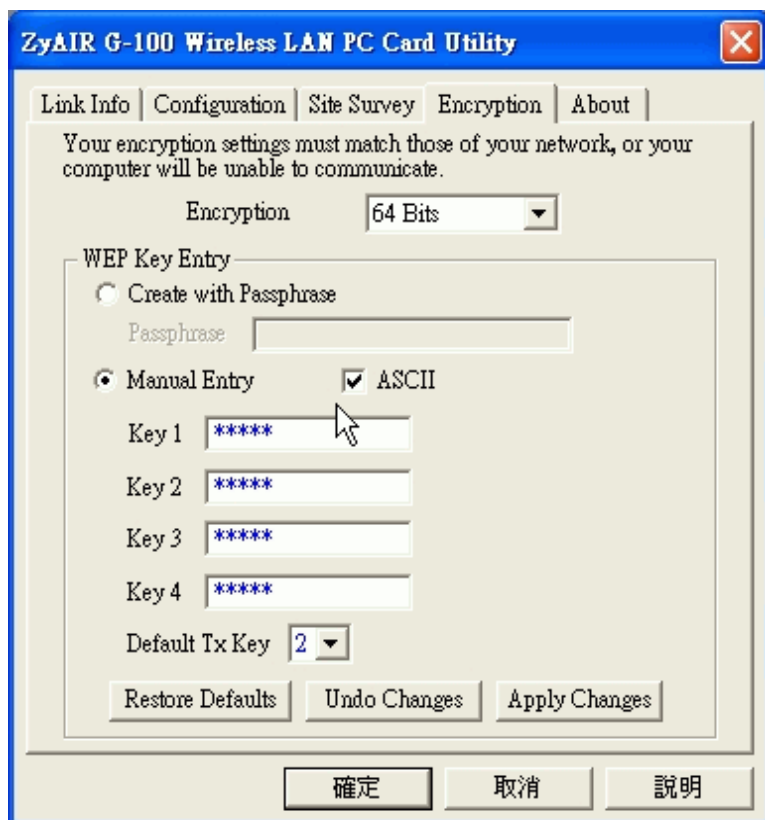 ZyAIR G-100 Wireless LAN PC Card Utility
Link Info Configuration Site Survey Encryption About
Your encryption settings must match those of your network, or your
computer will be unable to communicate.
Encryption 64 Bits
WEP Key Entry
Create with Passphrase
Passphrase
Manual Entry ASCII
Key 1 *****
Key 2 *****
Key 3 *****
Key 4 *****
Default Tx Key 2
Restore Defaults Undo Changes Apply Changes
確定 取消 說明